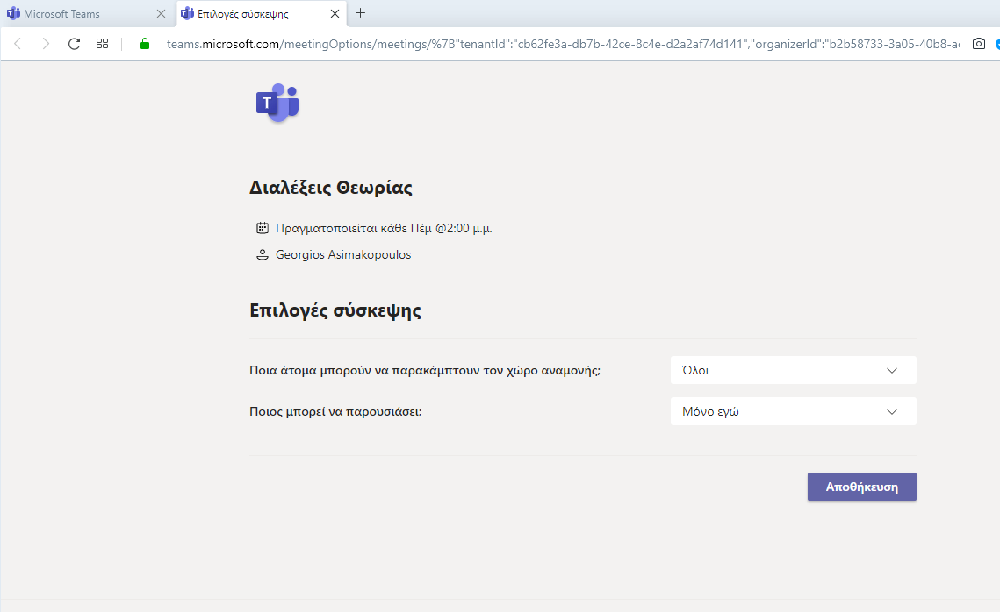 Microsoft Teams
Επιλογές σύσκεψης
teams.microsoft.com/meetingOptions/meetings/%7B"tenantId":"cb62fe3a-db7b-42ce-8c4e-d2a2af74d141","organizerId":"b2b58733-3a05-40b8-a
T
Διαλέξεις Θεωρίας
Πραγματοποιείται κάθε Πέμ @2:00 μ.μ.
Georgios Asimakopoulos
Επιλογές σύσκεψης
Ποια άτομα μπορούν να παρακάμπτουν τον χώρο αναμονής;
Όλοι
Ποιος μπορεί να παρουσιάσει;
Μόνο εγώ
Αποθήκευση